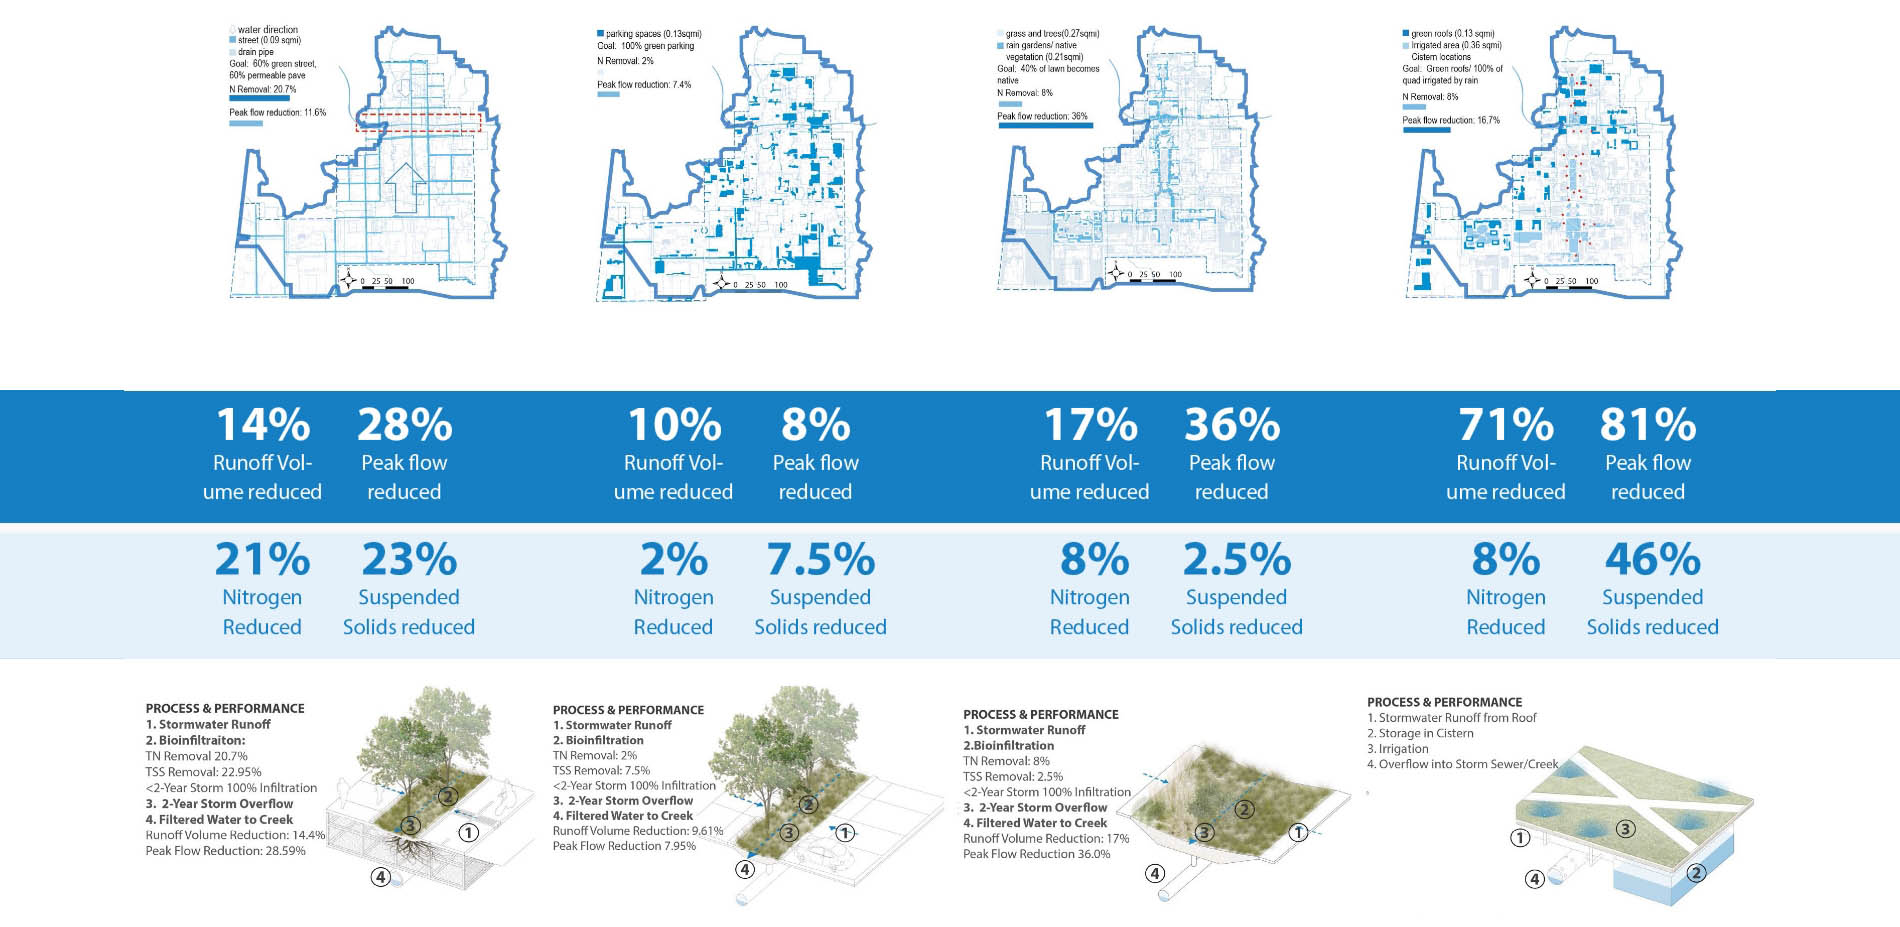 water direction
street (0.09 sqmi)
drain pipe
Goal: 60% green street,
60% permeable pave
N Removal: 20.7%
Peak flow reduction: 11.6%
0 25 50 100
parking spaces (0.13sqmi)
Goal: 100% green parking
N Removal: 2%
Peak flow reduction: 7.4%
0 25 50 100
grass and trees(0.27sqmi)
rain gardens/ native
vegetation (0.21sqmi)
Goal: 40% of lawn becomes
native
N Removal: 8%
Peak flow reduction: 36%
0 25 50 100
green roofs (0.13 sqmi)
Irrigated area (0.36 sqmi)
Cistern locations
Goal: Green roofs/ 100% of
quad irrigated by rain
N Removal: 8%
Peak flow reduction: 16.7%
0 25 50 100
14% 28%
Runoff Vol- Peak flow
ume reduced reduced
10% 8%
Runoff Vol- Peak flow
ume reduced reduced
17% 36%
Runoff Vol- Peak flow
ume reduced reduced
71% 81%
Runoff Vol- Peak flow
ume reduced reduced
21% 23%
Nitrogen Suspended
Reduced Solids reduced
2% 7.5%
Nitrogen Suspended
Reduced Solids reduced
8% 2.5%
Nitrogen Suspended
Reduced Solids reduced
8% 46%
Nitrogen Suspended
Reduced Solids reduced
PROCESS & PERFORMANCE
1. Stormwater Runoff
2. Bioinfiltraiton:
TN Removal 20.7%
TSS Removal: 22.95%
<2-Year Storm 100% Infiltration
3. 2-Year Storm Overflow
4. Filtered Water to Creek
Runoff Volume Reduction: 14.4%
Peak Flow Reduction: 28.59%
2
3
1
4
PROCESS & PERFORMANCE
1. Stormwater Runoff
2. Bioinfiltration
TN Removal: 2%
TSS Removal: 7.5%
<2-Year Storm 100% Infiltration
3. 2-Year Storm Overflow
4. Filtered Water to Creek
Runoff Volume Reduction: 9.61%
Peak Flow Reduction 7.95%
2
3
1
4
PROCESS & PERFORMANCE
1. Stormwater Runoff
2.Bioinfiltration
TN Removal: 8%
TSS Removal: 2.5%
<2-Year Storm 100% Infiltration
3. 2-Year Storm Overflow
4. Filtered Water to Creek
Runoff Volume Reduction: 17%
Peak Flow Reduction 36.0%
2
3
1
4
PROCESS & PERFORMANCE
1. Stormwater Runoff from Roof
2. Storage in Cistern
3. Irrigation
4. Overflow into Storm Sewer/Creek
3
1
2
4